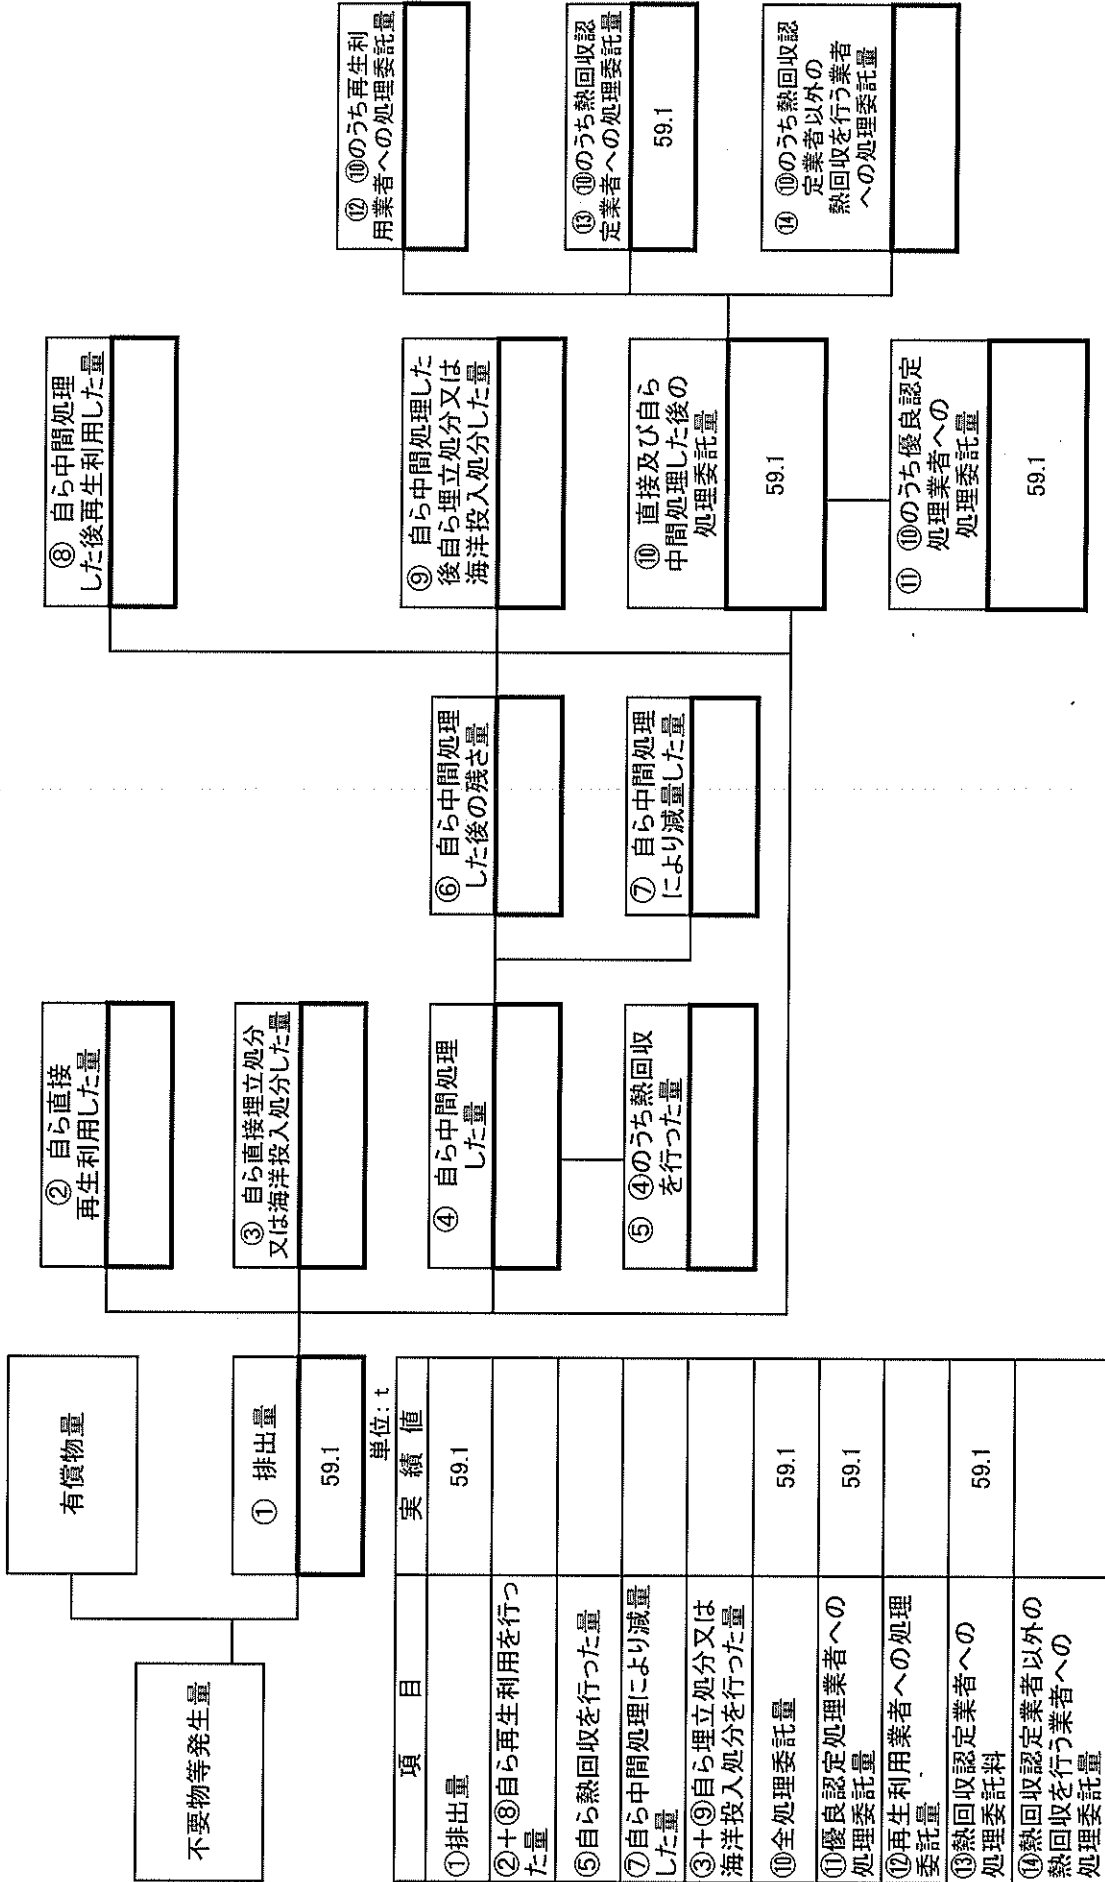 不要物等発生量
有償物量
① 排出量
59.1
② 自ら直接
再生利用した量
③ 自ら直接埋立処分
又は海洋投入処分した量
④ 自ら中間処理
した量
⑤ ④のうち熱回収
を行った量
⑥ 自ら中間処理
した後の残さ量
⑦ 自ら中間処理
により減量した量
⑧ 自ら中間処理
した後再生利用した量
⑨ 自ら中間処理した
後自ら埋立処分又は
海洋投入処分した量
⑩ 直接及び自ら
中間処理した後の
処理委託量
59.1
⑪ ⑩のうち優良認定
処理業者への
処理委託量
59.1
⑫ ⑩のうち再生利
用業者への処理委託量
⑬ ⑩のうち熱回収認
定業者への処理委託量
59.1
⑭ ⑩のうち熱回収認
定業者以外の
熱回収を行う業者
への処理委託量
単位:t
項 目 実 績 値
①排出量 59.1
②+⑧自ら再生利用を行っ
た量
⑤自ら熱回収を行った量
⑦自ら中間処理により減量
した量
③+⑨自ら埋立処分又は
海洋投入処分を行った量
⑩全処理委託量 59.1
⑪優良認定処理業者への
処理委託量 59.1
⑫再生利用業者への処理
委託量
⑬熱回収認定業者への
処理委託料 59.1
⑭熱回収認定業者以外の
熱回収を行う業者への
処理委託量